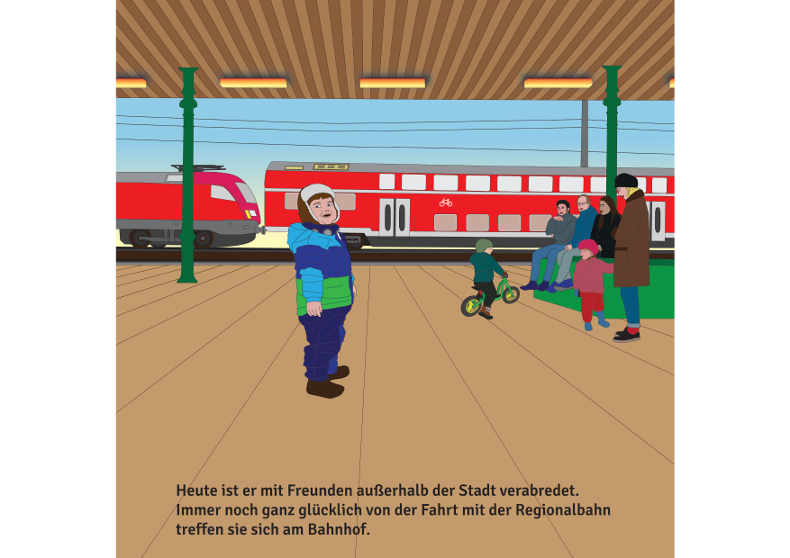 Heute ist er mit Freunden außerhalb der Stadt verabredet.
Immer noch ganz glücklich von der Fahrt mit der Regionalbahn
treffen sie sich am Bahnhof.